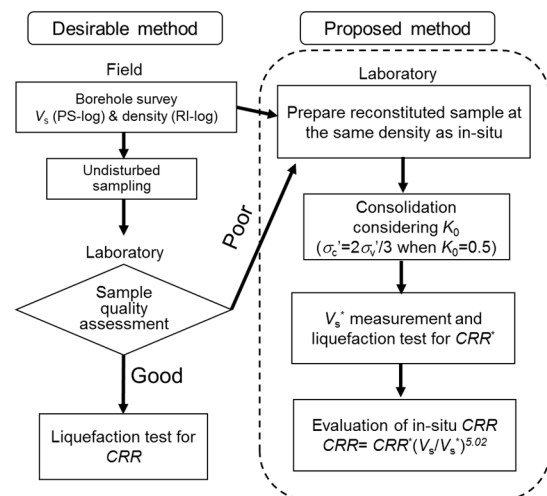 Desirable method
Field
Borehole survey
Vs (PS-log) & density (RI-log)
Undisturbed
sampling
Laboratory
Sample
quality
assessment
Poor
Good
Liquefaction test for
CRR
Proposed method
Laboratory
Prepare reconstituted sample at
the same density as in-situ
Consolidation
considering K0
(σc'=2σv'/3 when K0=0.5)
Vs* measurement and
liquefaction test for CRR*
Evaluation of in-situ CRR
CRR= CRR*(Vs/Vs*)^5.02